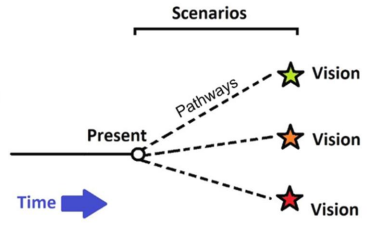 Scenarios
Pathways
Vision
Present
Vision
Time
Vision